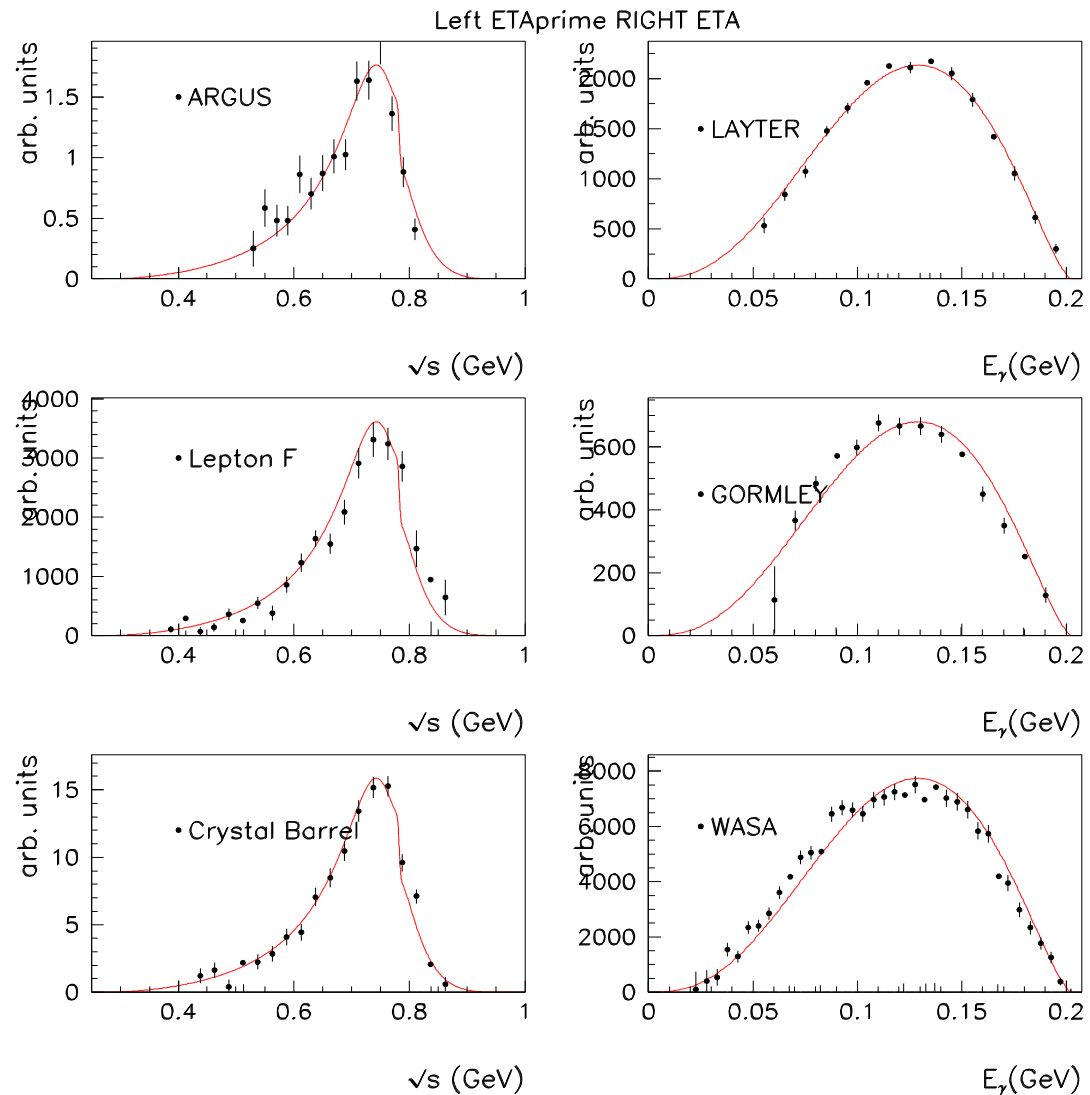 Left ETAprime RIGHT ETA
arb. units
1.5
1
0.5
0
ARGUS
0.4 0.6 0.8 1
√s (GeV)
arb. units
2000
1500
1000
500
0
LAYTER
0 0.05 0.1 0.15 0.2
Eγ(GeV)
arb. units
4000
3000
2000
1000
0
Lepton F
0.4 0.6 0.8 1
√s (GeV)
arb. units
600
400
200
0
GORMLEY
0 0.05 0.1 0.15 0.2
Eγ(GeV)
arb. units
15
10
5
0
Crystal Barrel
0.4 0.6 0.8 1
√s (GeV)
arb. units
8000
6000
4000
2000
0
WASA
0 0.05 0.1 0.15 0.2
Eγ(GeV)